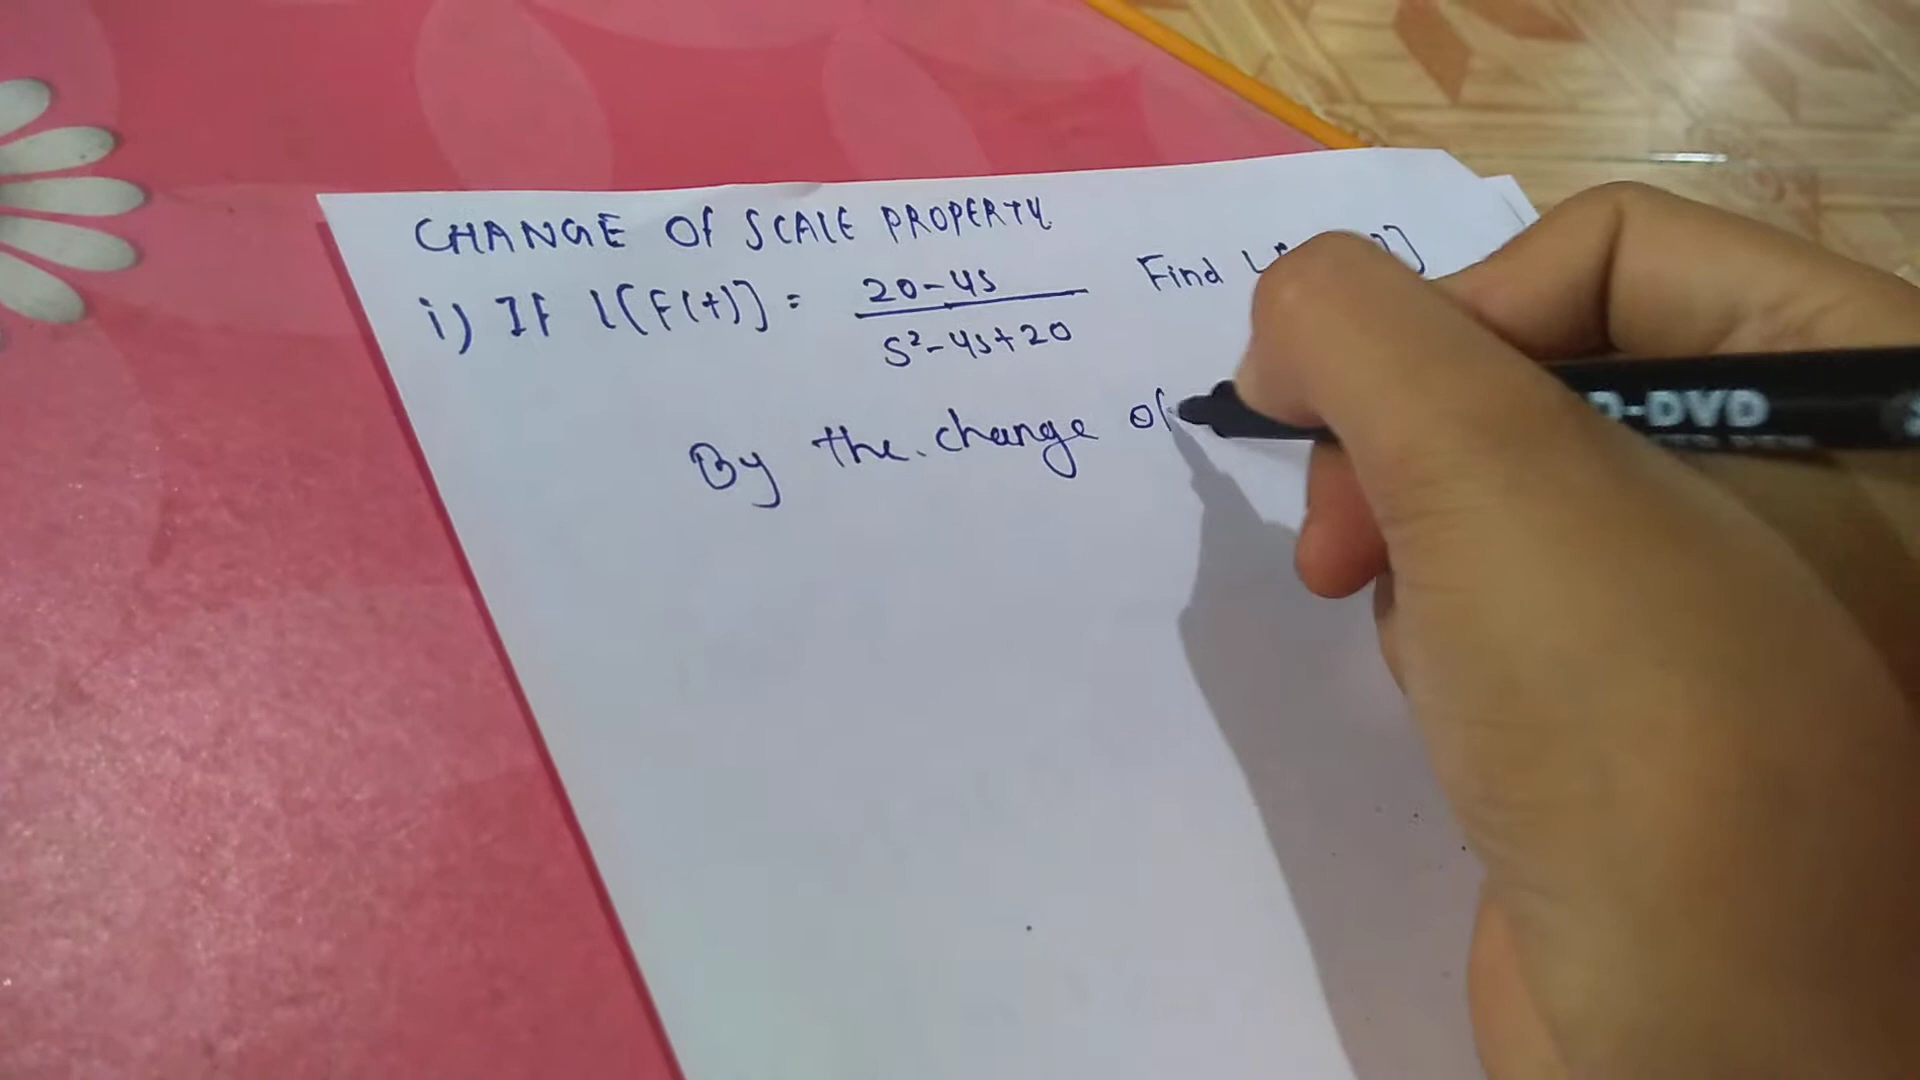 CHANGE OF SCALE PROPERTY
i) If L[F(t)] = 20-4s / s²-4s+20 Find
By the change of
-DVD